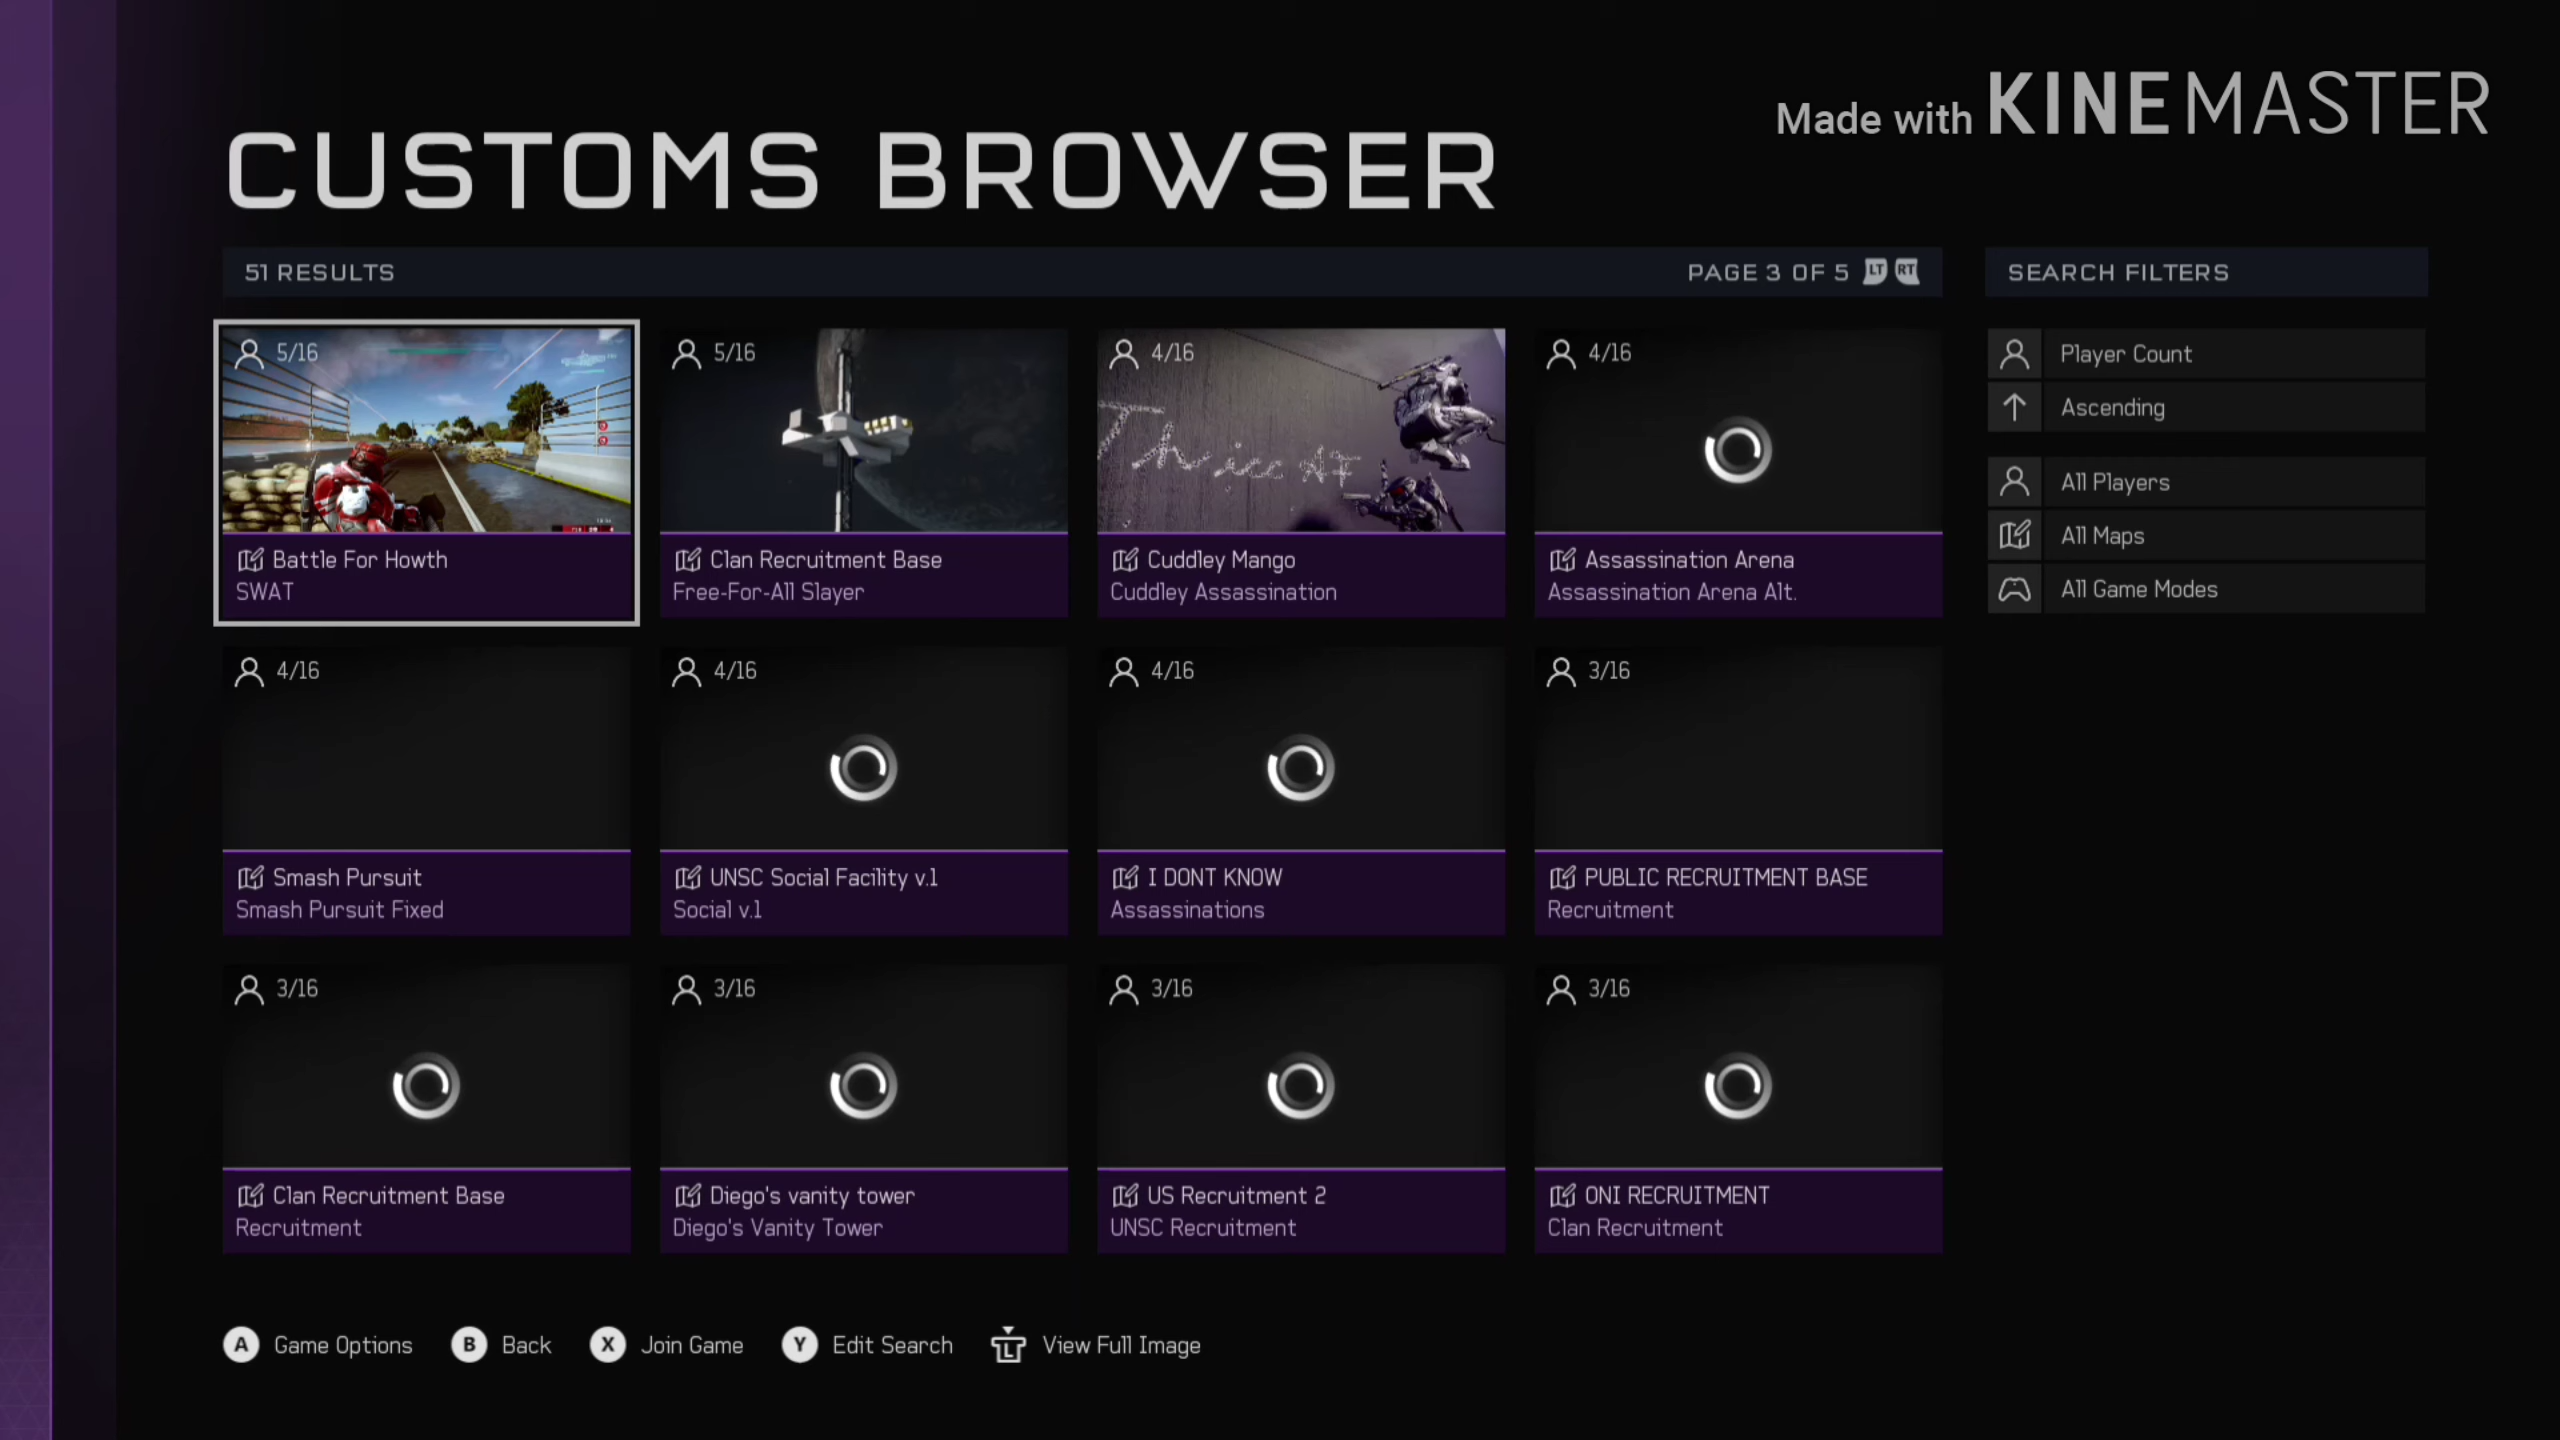 Made with KINEMASTER
CUSTOMS BROWSER
51 RESULTS
PAGE 3 OF 5 LT RT
SEARCH FILTERS
5/16
Battle For Howth
SWAT
5/16
Clan Recruitment Base
Free-For-All Slayer
4/16
Thicc AF
Cuddley Mango
Cuddley Assassination
4/16
Assassination Arena
Assassination Arena Alt.
4/16
Smash Pursuit
Smash Pursuit Fixed
4/16
UNSC Social Facility v.1
Social v.1
4/16
I DONT KNOW
Assassinations
3/16
PUBLIC RECRUITMENT BASE
Recruitment
3/16
Clan Recruitment Base
Recruitment
3/16
Diego's vanity tower
Diego's Vanity Tower
3/16
US Recruitment 2
UNSC Recruitment
3/16
ONI RECRUITMENT
Clan Recruitment
Player Count
Ascending
All Players
All Maps
All Game Modes
A Game Options B Back X Join Game Y Edit Search L View Full Image